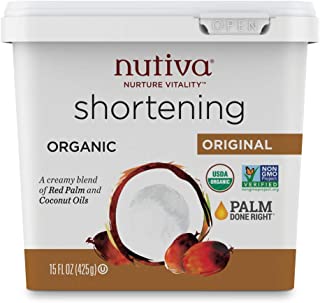 OPEN
nutiva®
NURTURE VITALITY™
shortening
ORGANIC
ORIGINAL
A creamy blend
of Red Palm and
Coconut Oils
USDA
ORGANIC
NON
GMO
Project
VERIFIED
PALM
DONE RIGHT®
15 FL OZ (425g) U